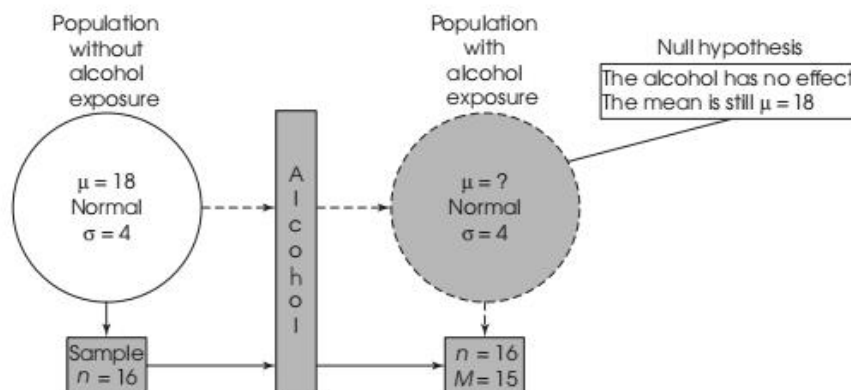 Population
without
alcohol
exposure
μ = 18
Normal
σ = 4
Sample
n = 16
Alcohol
Population
with
alcohol
exposure
μ = ?
Normal
σ = 4
n = 16
M = 15
Null hypothesis
The alcohol has no effect
The mean is still μ = 18